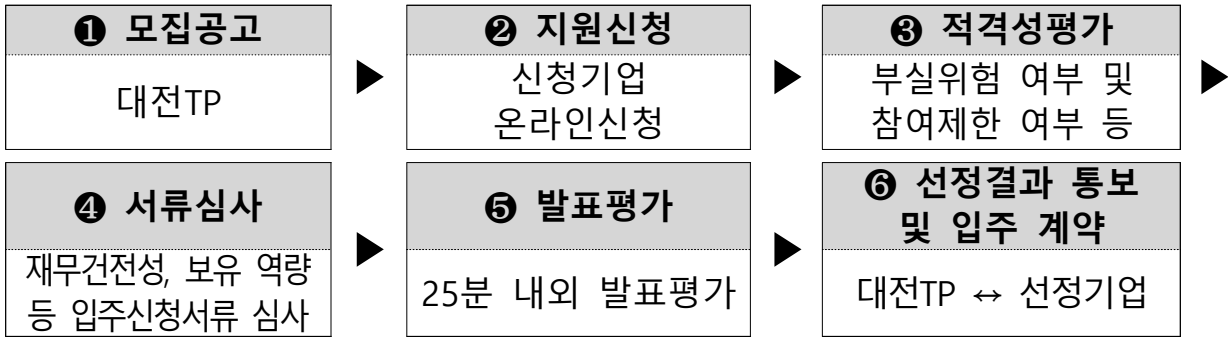 ❶ 모집공고
대전TP
▶
❷ 지원신청
신청기업
온라인신청
▶
❸ 적격성평가
부실위험 여부 및
참여제한 여부 등
▶
❹ 서류심사
재무건전성, 보유 역량
등 입주신청서류 심사
▶
❺ 발표평가
25분 내외 발표평가
▶
❻ 선정결과 통보
및 입주 계약
대전TP ↔ 선정기업